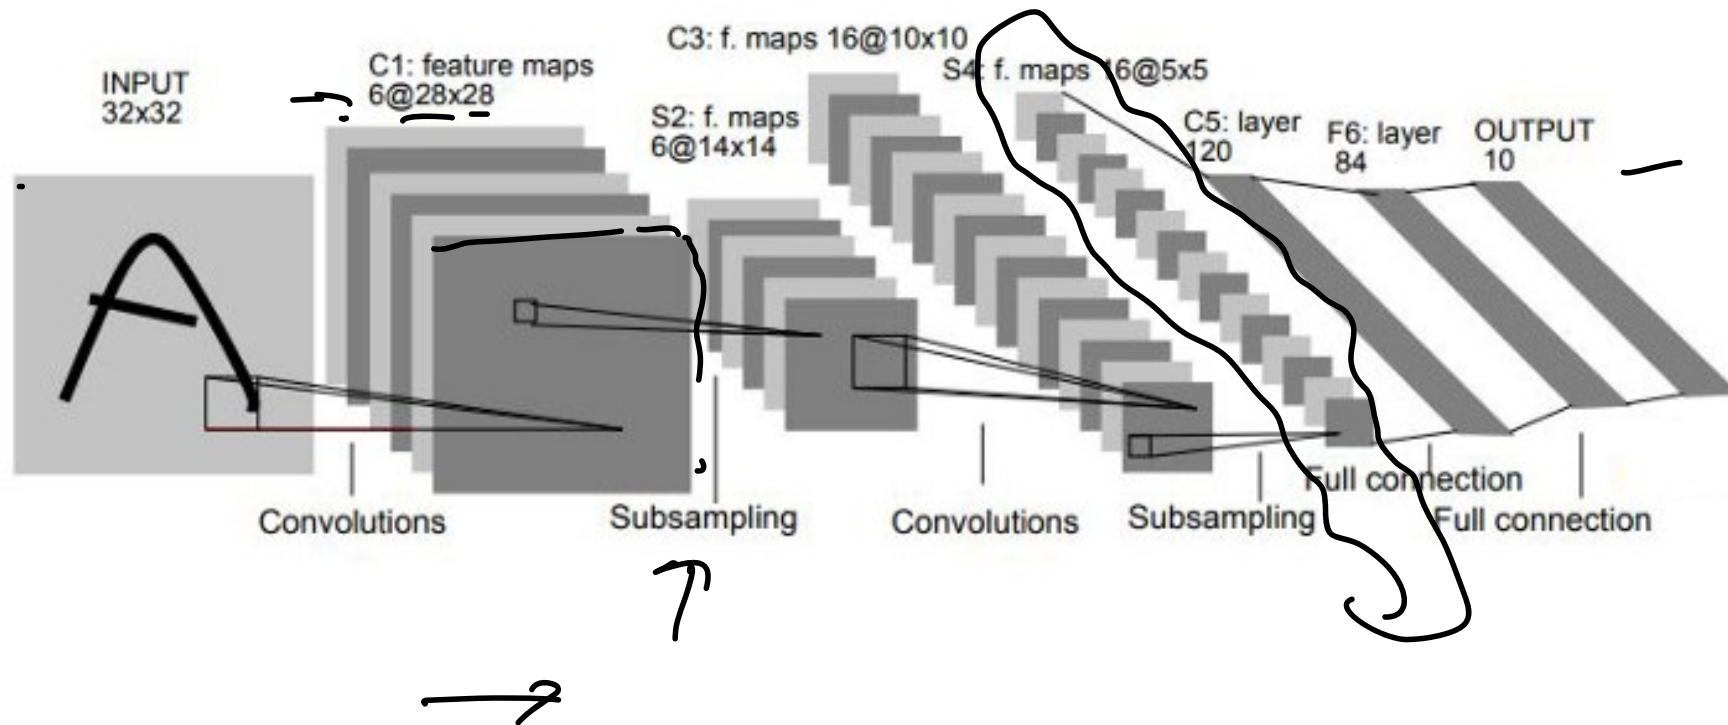 INPUT
32x32
C1: feature maps
6@28x28
S2: f. maps
6@14x14
C3: f. maps 16@10x10
S4: f. maps 16@5x5
C5: layer
120
F6: layer
84
OUTPUT
10
A
Convolutions
Subsampling
Convolutions
Subsampling
Full connection
Full connection